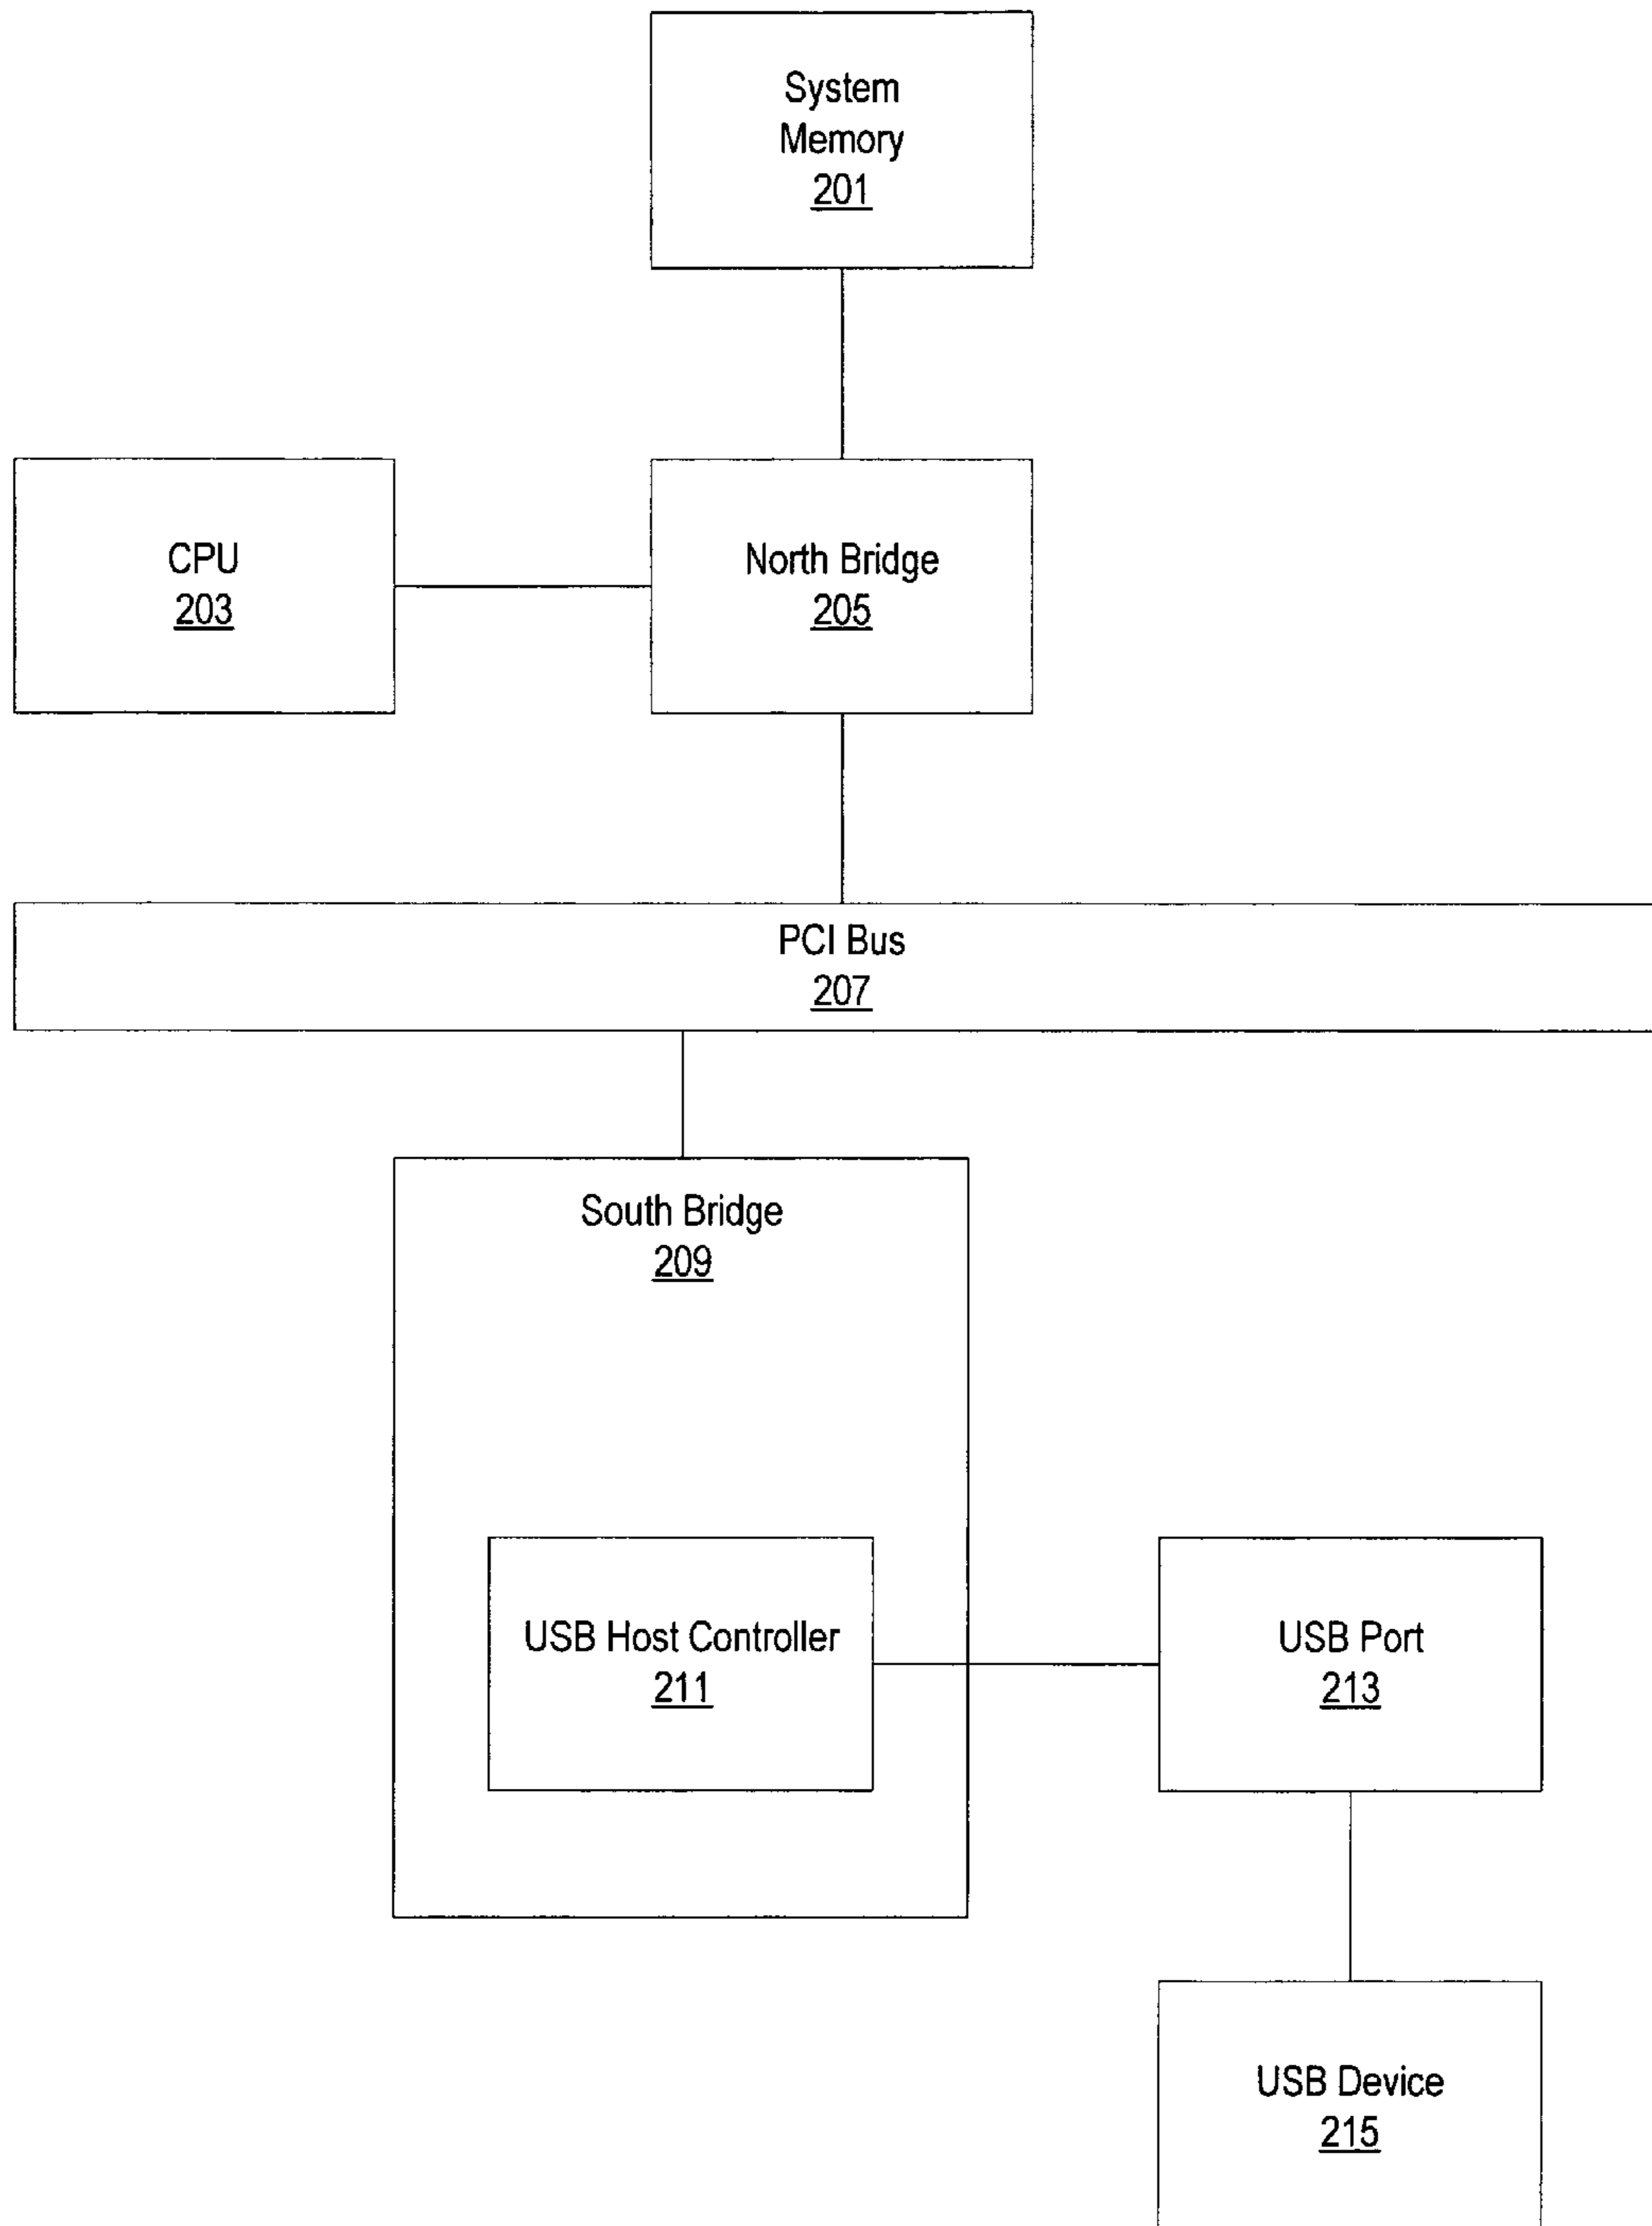 System
Memory
201
CPU
203
North Bridge
205
PCI Bus
207
South Bridge
209
USB Host Controller
211
USB Port
213
USB Device
215